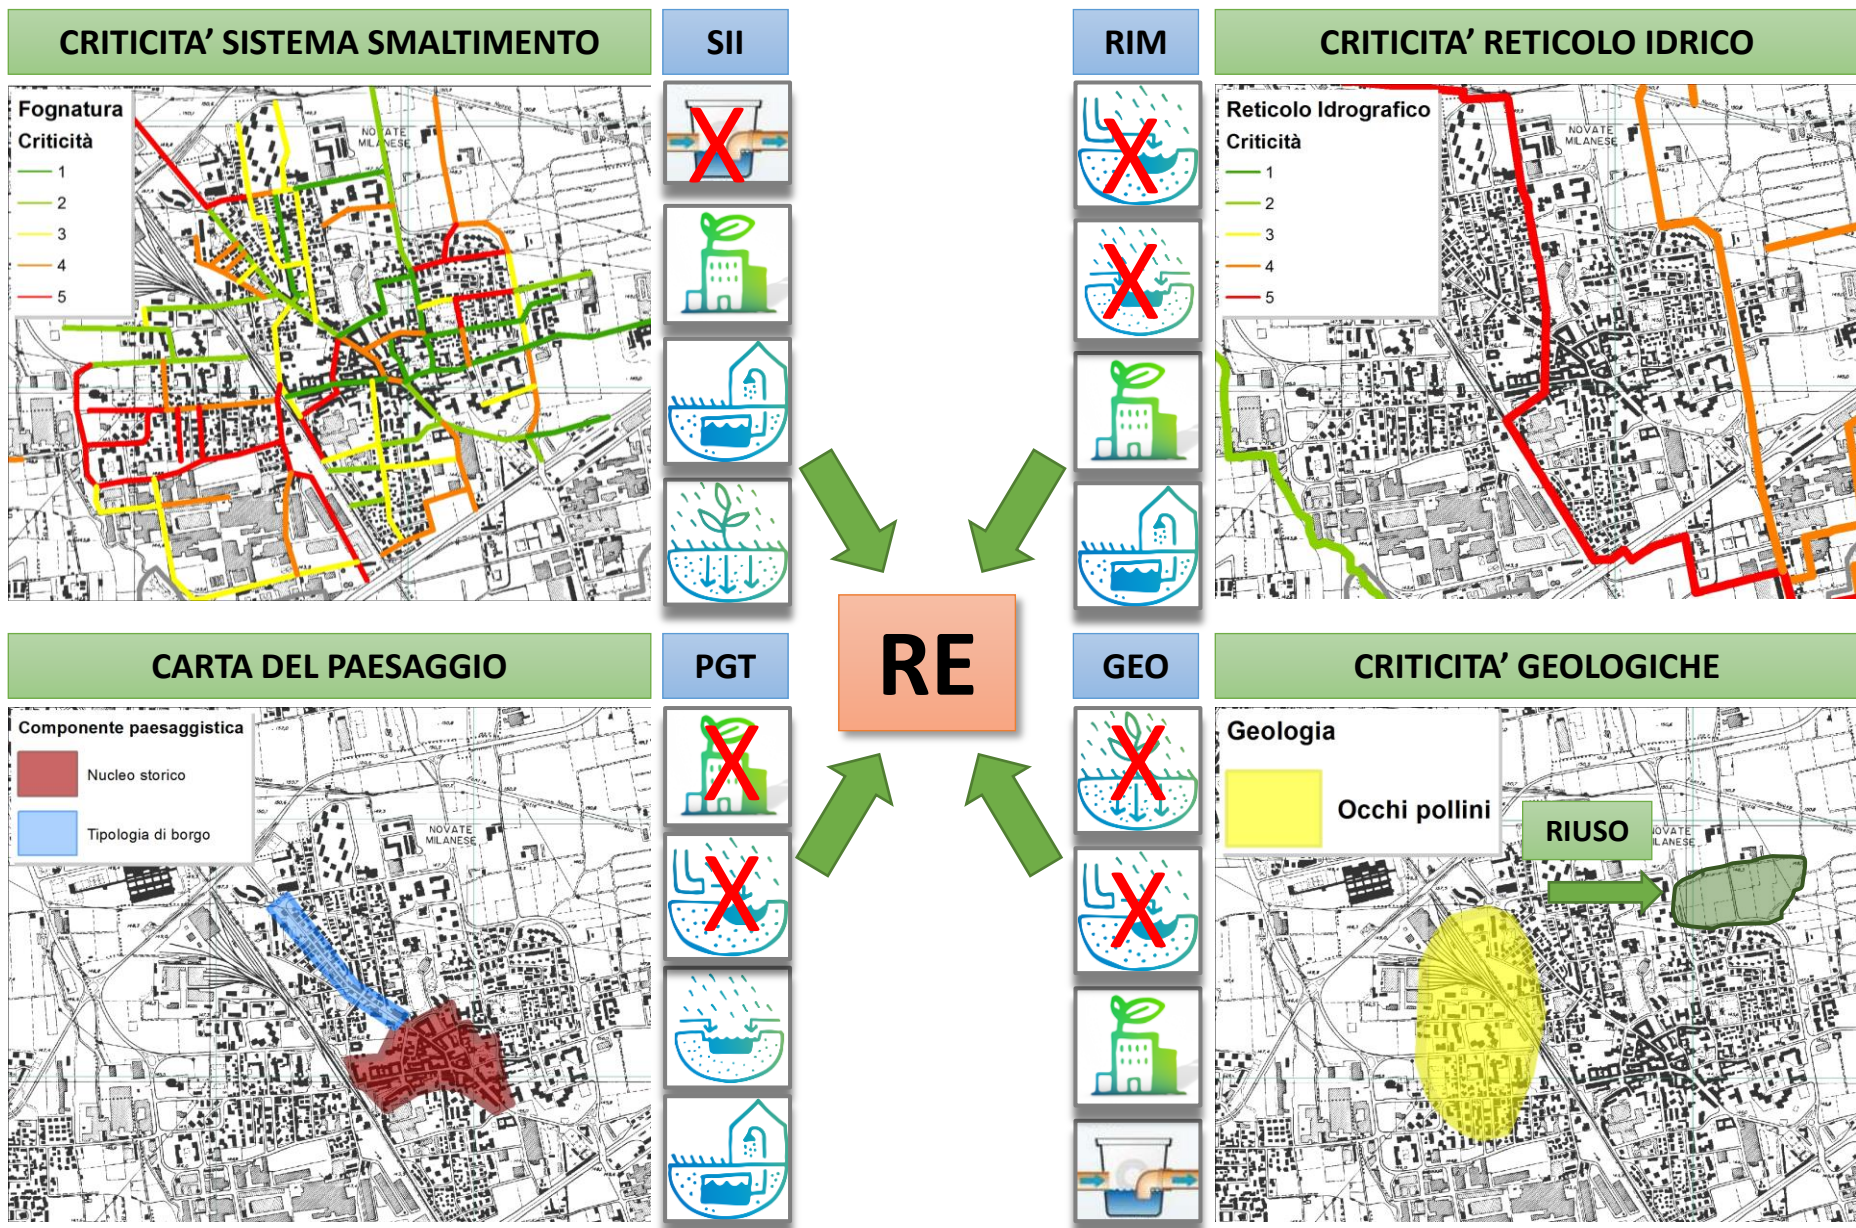 CRITICITA' SISTEMA SMALTIMENTO
SII
RIM
CRITICITA' RETICOLO IDRICO
Fognatura
Criticità
1
2
3
4
5
NOVATE
MILANESE
X
X
X
Reticolo Idrografico
Criticità
1
2
3
4
5
NOVATE
MILANESE
RE
CARTA DEL PAESAGGIO
PGT
GEO
CRITICITA' GEOLOGICHE
Componente paesaggistica
Nucleo storico
Tipologia di borgo
NOVATE
MILANESE
X
X
X
X
Geologia
Occhi pollini
RIUSO
NOVATE
MILANESE